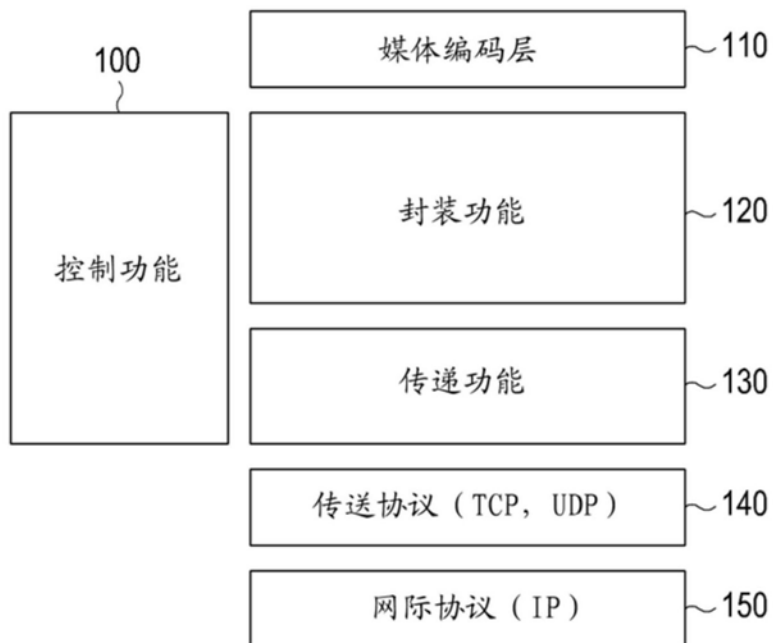 媒体编码层
110
100
封装功能
120
控制功能
传递功能
130
传送协议（TCP, UDP）
140
网际协议（IP）
150